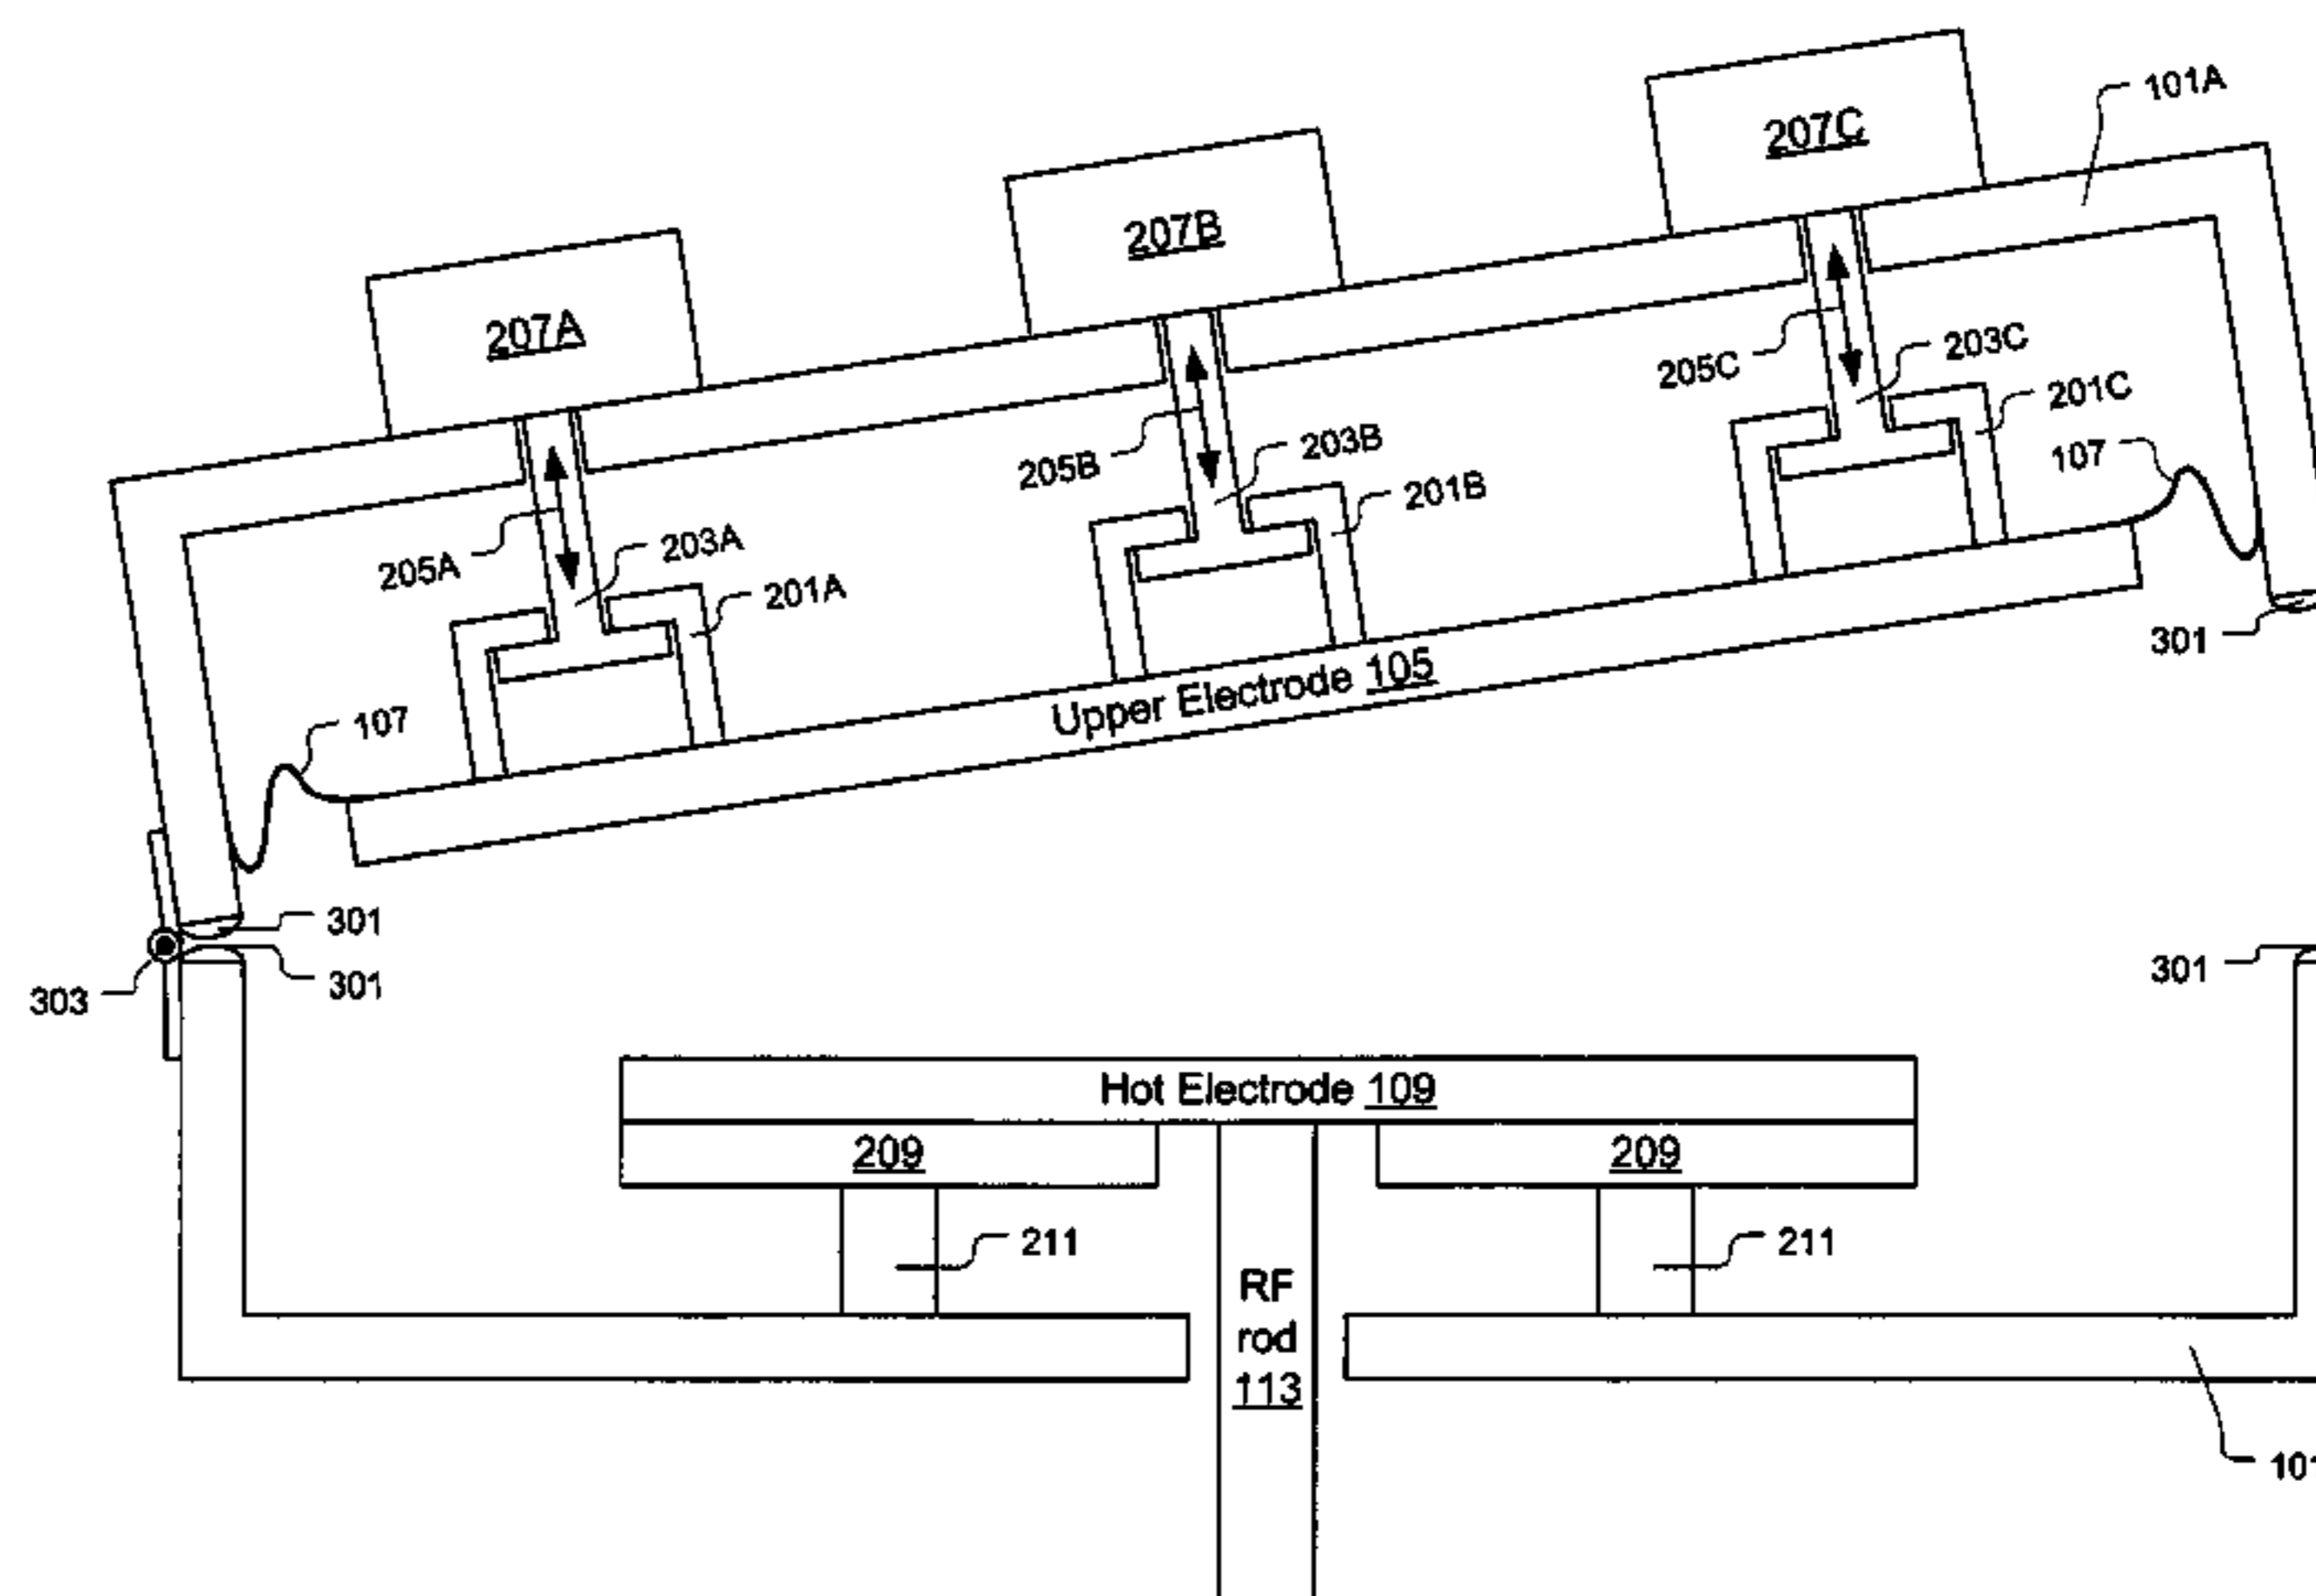 101A
207C
207B
207A
205C
203C
201C
107
205B
203B
201B
205A
203A
201A
301
Upper Electrode 105
107
301
301
303
301
Hot Electrode 109
209
209
211
211
RF
rod
113